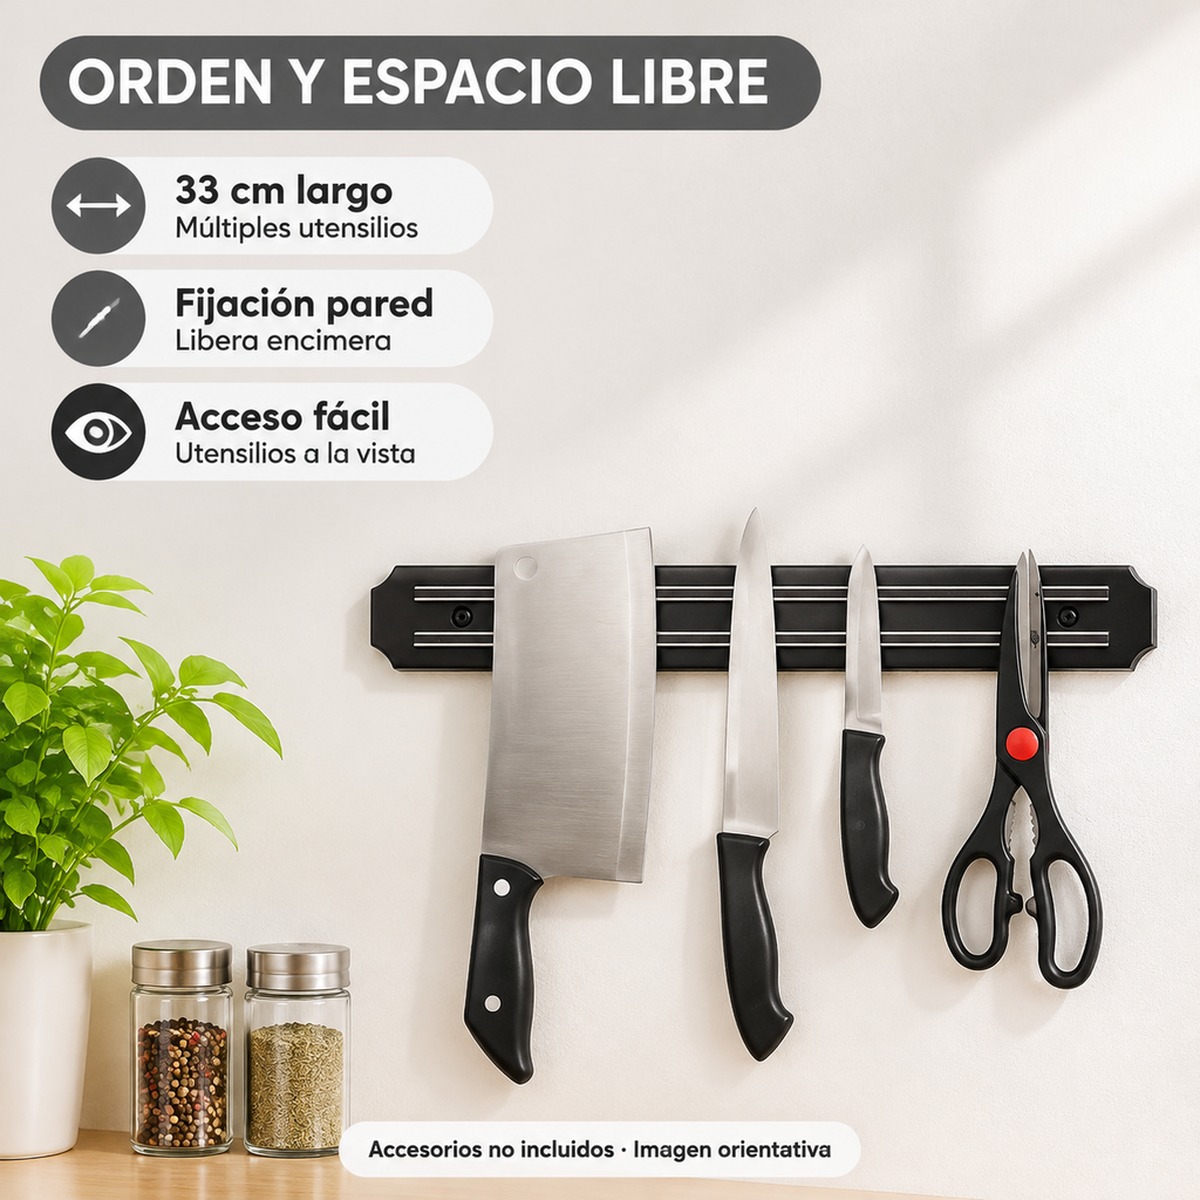 ORDEN Y ESPACIO LIBRE
33 cm largo
Múltiples utensilios
Fijación pared
Libera encimera
Acceso fácil
Utensilios a la vista
Accesorios no incluidos · Imagen orientativa